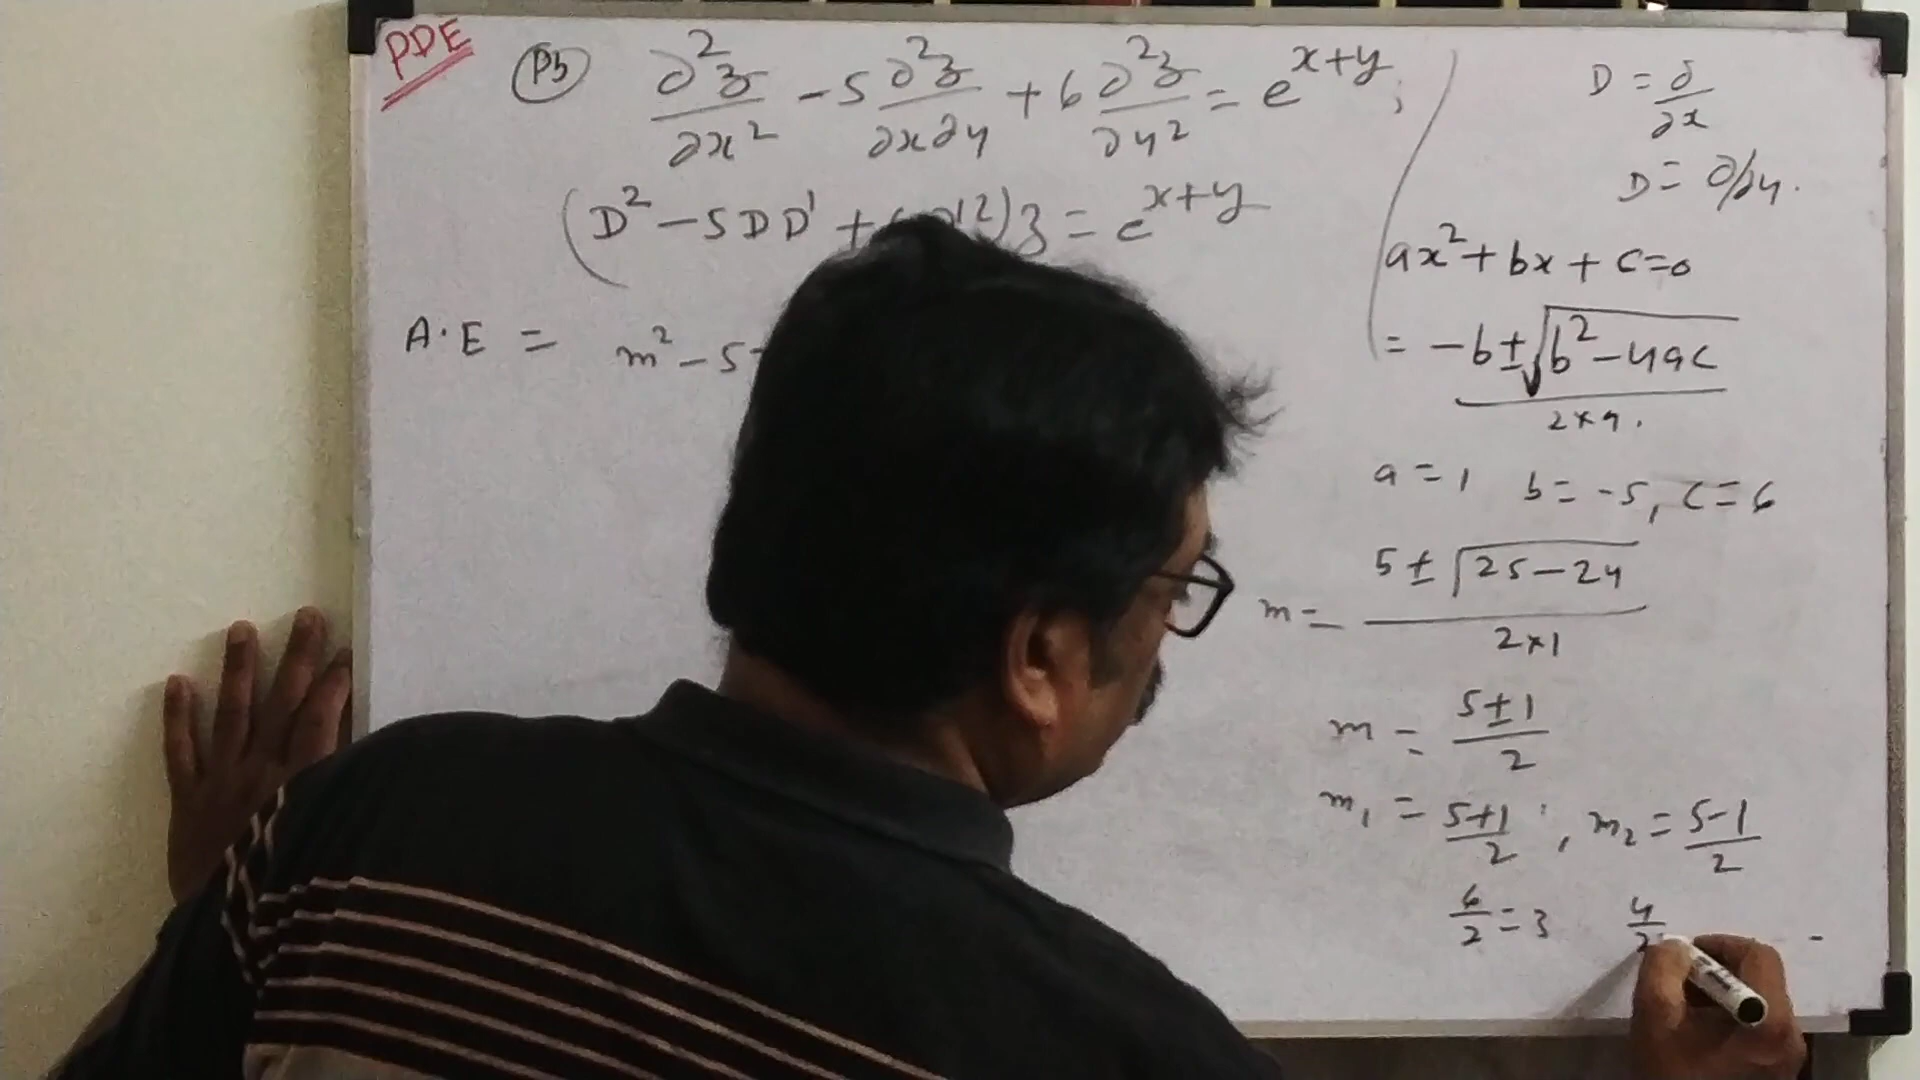 PDE
P5 ∂²z/∂x² - 5 ∂²z/∂x∂y + 6 ∂²z/∂y² = e^(x+y);
(D² - 5DD' + D'²)z = e^(x+y)
A.E = m² - 5
D = ∂/∂x
D = ∂/∂y.
ax² + bx + c = 0
= -b ± √(b² - 4ac) / 2×a.
a = 1 b = -5, c = 6
m = 5 ± √(25 - 24) / 2×1
m = 5 ± 1 / 2
m₁ = 5+1 / 2, m₂ = 5-1 / 2
6/2 = 3 4/2